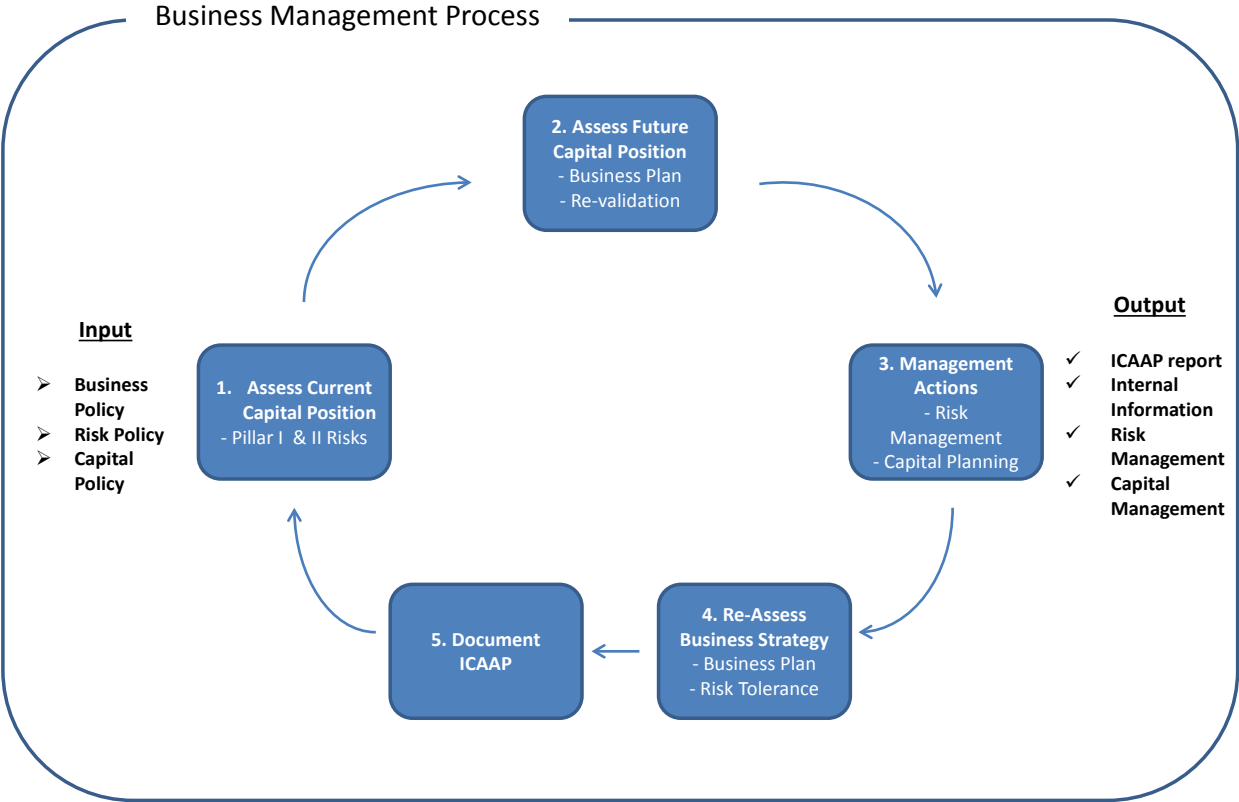 Business Management Process
2. Assess Future
Capital Position
- Business Plan
- Re-validation
Input
➢ Business
Policy
➢ Risk Policy
➢ Capital
Policy
1. Assess Current
Capital Position
- Pillar I & II Risks
3. Management
Actions
- Risk
Management
- Capital Planning
Output
✓ ICAAP report
✓ Internal
Information
✓ Risk
Management
✓ Capital
Management
4. Re-Assess
Business Strategy
- Business Plan
- Risk Tolerance
5. Document
ICAAP